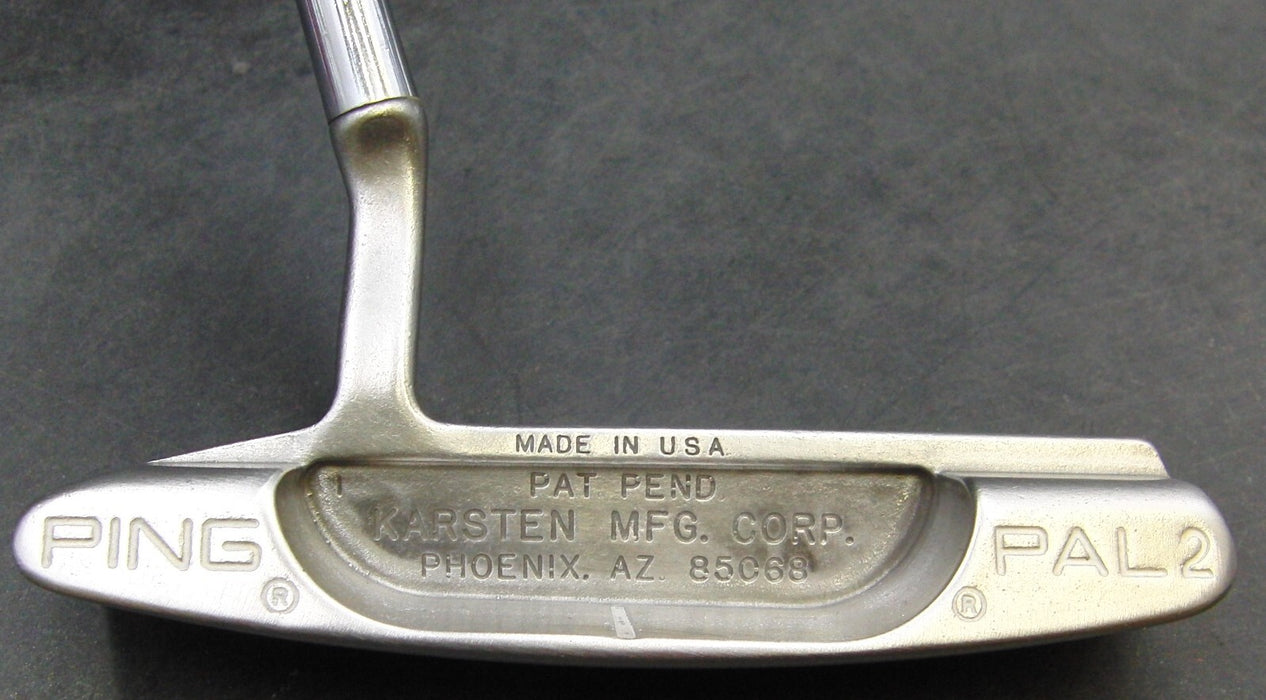 MADE IN USA
PAT PEND
KARSTEN MFG. CORP.
PHOENIX. AZ. 85068
PING ®
PAL 2 ®